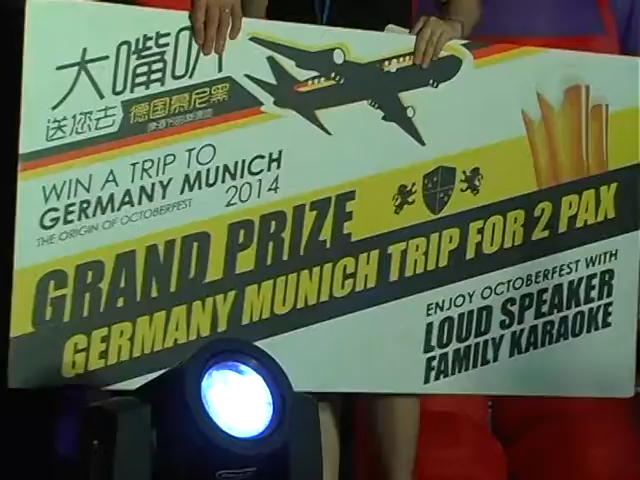 大嘴叭
送您去 德国慕尼黑
WIN A TRIP TO
GERMANY MUNICH
THE ORIGIN OF OCTOBERFEST 2014
GRAND PRIZE
GERMANY MUNICH TRIP FOR 2 PAX
ENJOY OCTOBERFEST WITH
LOUD SPEAKER
FAMILY KARAOKE